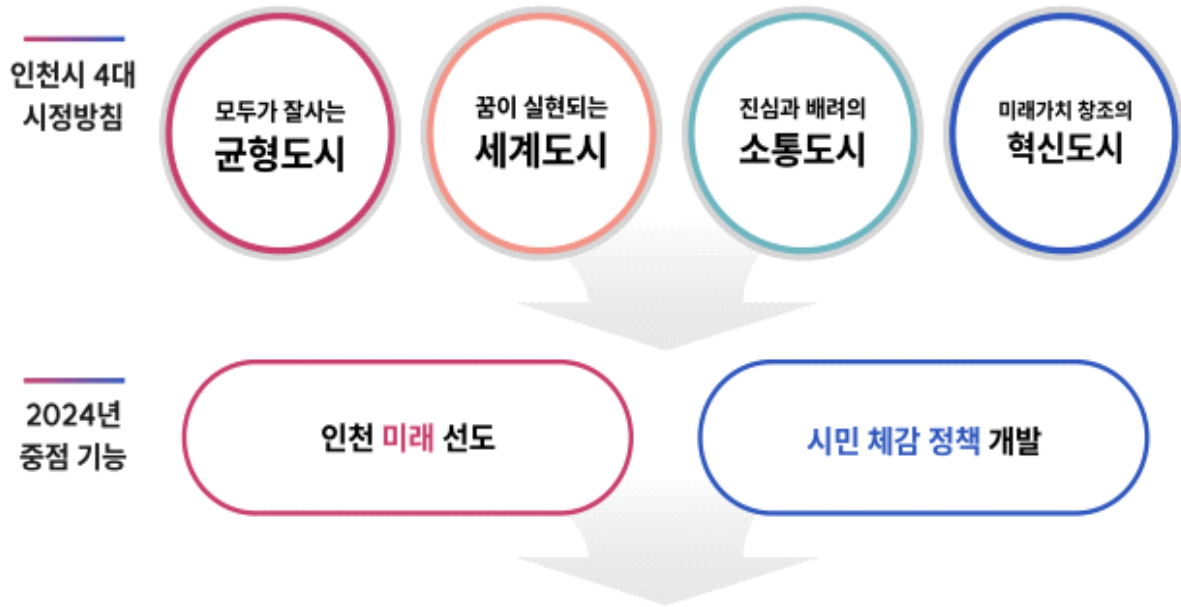 인천시 4대
시정방침
모두가 잘사는
균형도시
꿈이 실현되는
세계도시
진심과 배려의
소통도시
미래가치 창조의
혁신도시
2024년
중점 기능
인천 미래 선도
시민 체감 정책 개발